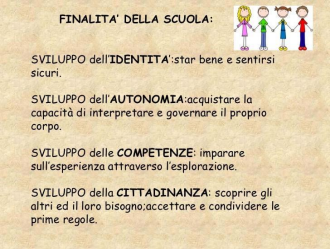 FINALITA' DELLA SCUOLA:
SVILUPPO dell'IDENTITA':star bene e sentirsi
sicuri.
SVILUPPO dell'AUTONOMIA:acquistare la
capacità di interpretare e governare il proprio
corpo.
SVILUPPO delle COMPETENZE: imparare
sull'esperienza attraverso l'esplorazione.
SVILUPPO della CITTADINANZA: scoprire gli
altri ed il loro bisogno;accettare e condividere le
prime regole.